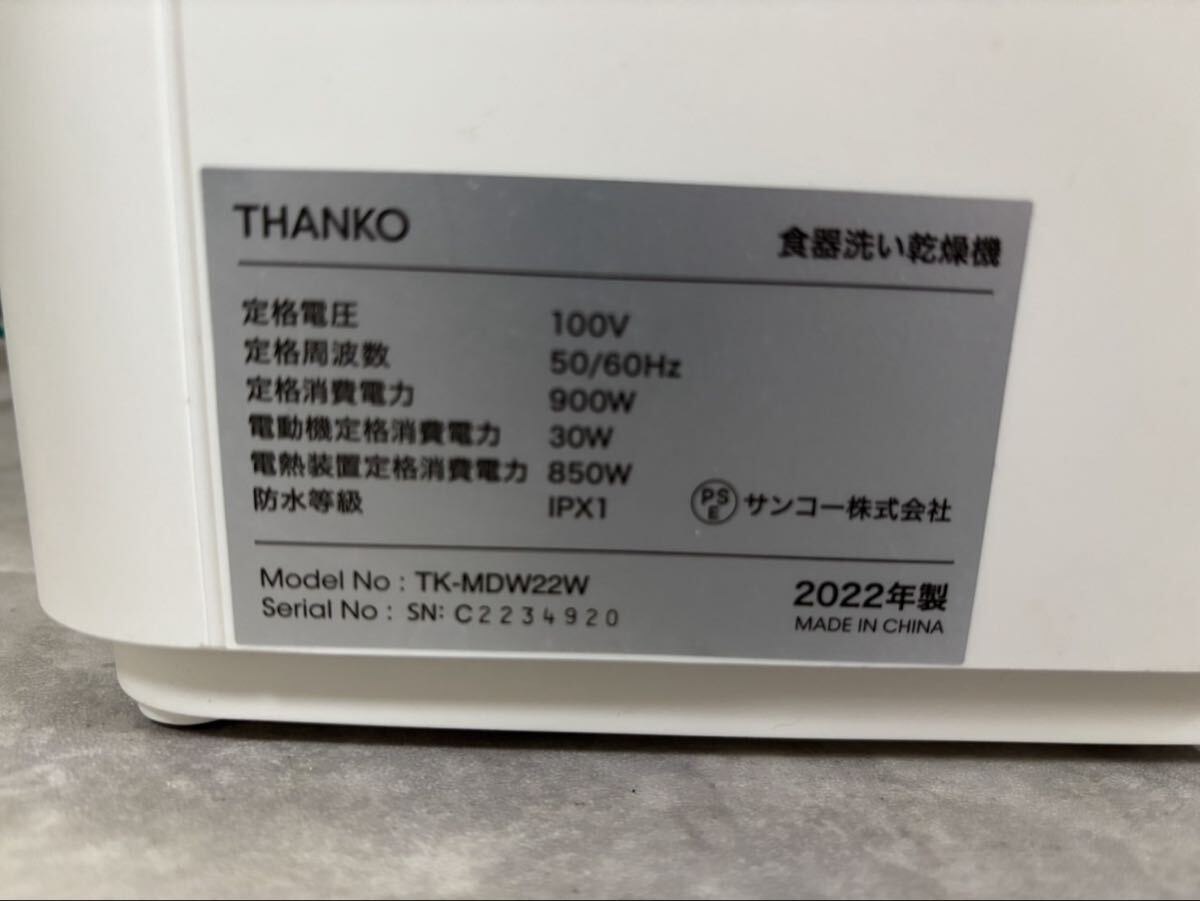 THANKO 食器洗い乾燥機
定格電圧 100V
定格周波数 50/60Hz
定格消費電力 900W
電動機定格消費電力 30W
電熱装置定格消費電力 850W
防水等級 IPX1
PSE サンコー株式会社
Model No : TK-MDW22W
Serial No : SN: C2234920
2022年製
MADE IN CHINA